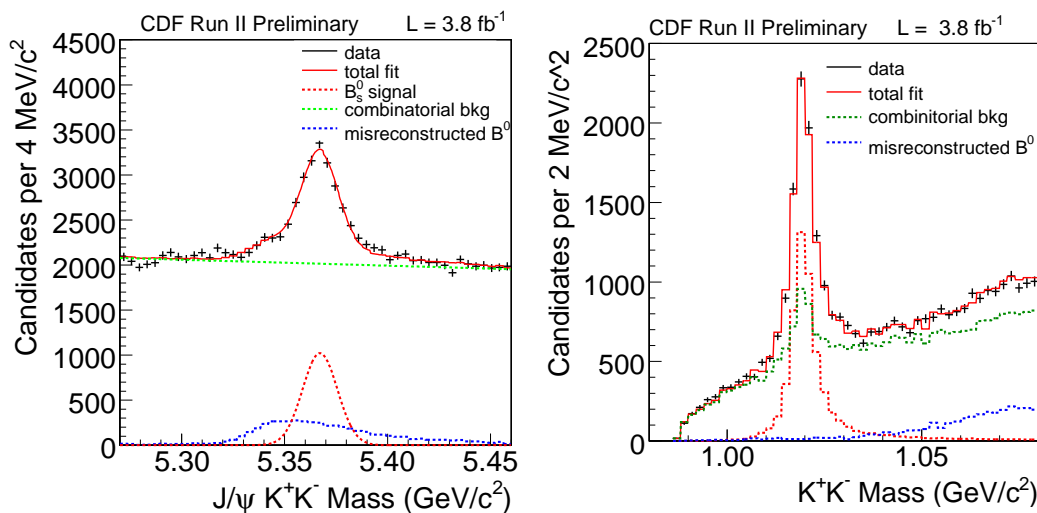 CDF Run II Preliminary L = 3.8 fb⁻¹
Candidates per 4 MeV/c²
4500
4000
3500
3000
2500
2000
1500
1000
500
0
data
total fit
B⁰ₛ signal
combinatorial bkg
misreconstructed B⁰
5.30 5.35 5.40 5.45
J/ψ K⁺K⁻ Mass (GeV/c²)
CDF Run II Preliminary L = 3.8 fb⁻¹
Candidates per 2 MeV/c^2
2500
2000
1500
1000
500
0
data
total fit
combinitorial bkg
misreconstructed B⁰
1.00 1.05
K⁺K⁻ Mass (GeV/c²)